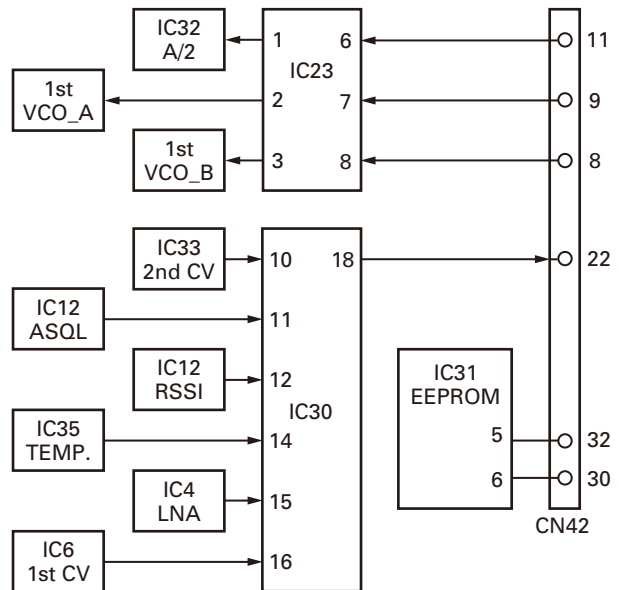 IC32
A/2
1
6
11
IC23
1st
VCO_A
2
7
9
1st
VCO_B
3
8
8
IC33
2nd CV
10
18
22
IC12
ASQL
11
IC12
RSSI
12
IC31
EEPROM
IC30
IC35
TEMP.
14
5
32
IC4
LNA
15
6
30
CN42
IC6
1st CV
16